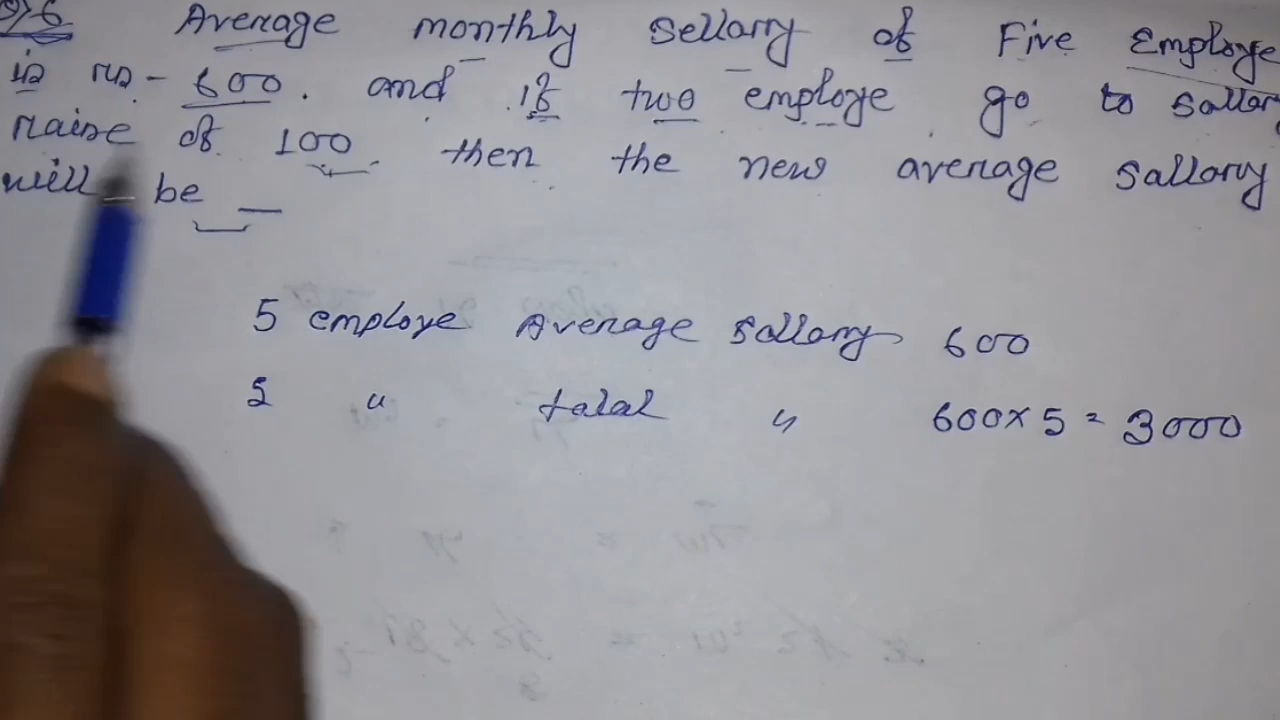 Average monthly Sellary of Five Employe
is rs - 600. and if two employe go to Sallary
raise of 100. then the new average Sallary
will be _
5 employe Average Sallary 600
5 " total " 600 x 5 = 3000